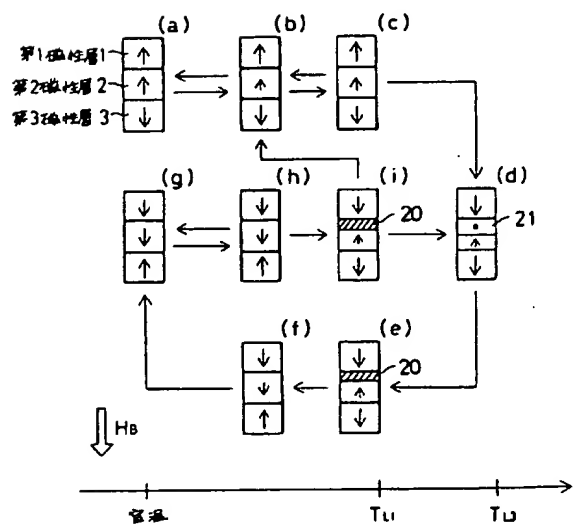 (a)
(b)
(c)
第1磁性層1
第2磁性層2
第3磁性層3
(g)
(h)
(i)
(d)
20
21
(f)
(e)
20
HB
室温
TL1
TL3